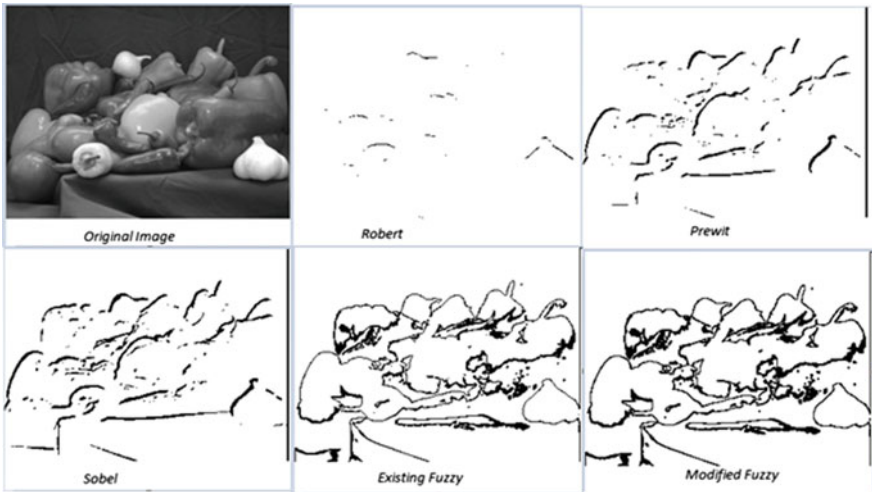 Original Image
Robert
Prewit
Sobel
Existing Fuzzy
Modified Fuzzy